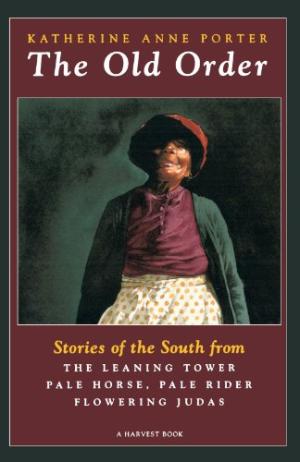 KATHERINE ANNE PORTER
The Old Order
Stories of the South from
THE LEANING TOWER
PALE HORSE, PALE RIDER
FLOWERING JUDAS
A HARVEST BOOK